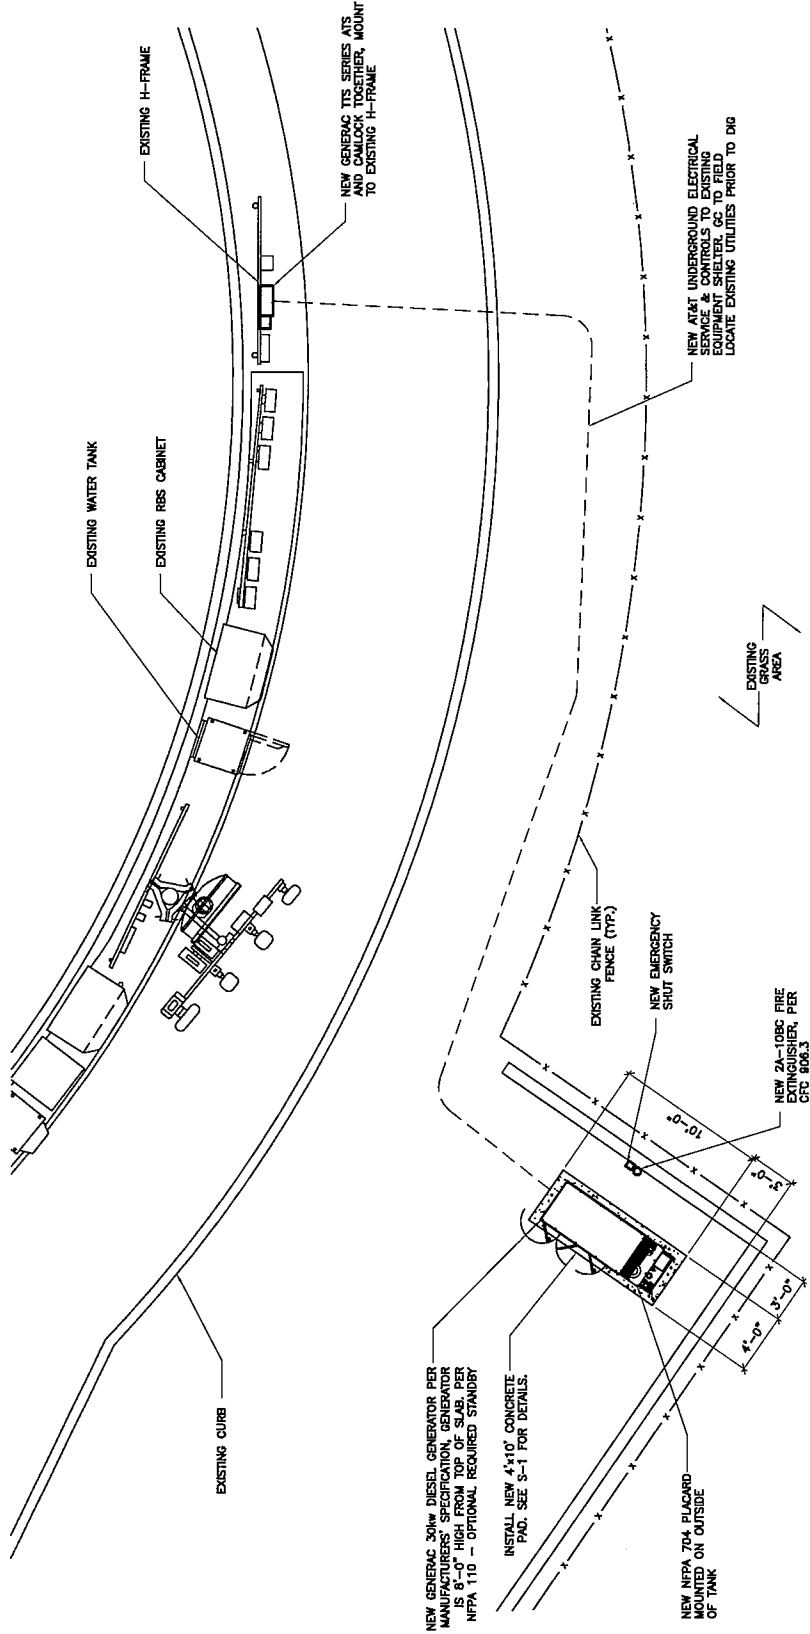 EXISTING H-FRAME
NEW GENERAC TTS SERIES ATS
AND CAMLOCK TOGETHER, MOUNT
TO EXISTING H-FRAME
EXISTING WATER TANK
EXISTING RBS CABINET
NEW AT&T UNDERGROUND ELECTRICAL
SERVICE & CONTROLS TO EXISTING
EQUIPMENT SHELTER. GC TO FIELD
LOCATE EXISTING UTILITIES PRIOR TO DIG
EXISTING
GRASS
AREA
EXISTING CHAIN LINK
FENCE (TYP.)
NEW EMERGENCY
SHUT SWITCH
NEW 2A-10BC FIRE
EXTINGUISHER, PER
CFC 906.3
10'-0"
3'-0"
3'-0"
4'-0"
EXISTING CURB
NEW GENERAC 30kw DIESEL GENERATOR PER
MANUFACTURERS' SPECIFICATION, GENERATOR
IS 8'-0" HIGH FROM TOP OF SLAB. PER
NFPA 110 - OPTIONAL REQUIRED STANDBY
INSTALL NEW 4'x10' CONCRETE
PAD. SEE S-1 FOR DETAILS.
NEW NFPA 704 PLACARD
MOUNTED ON OUTSIDE
OF TANK